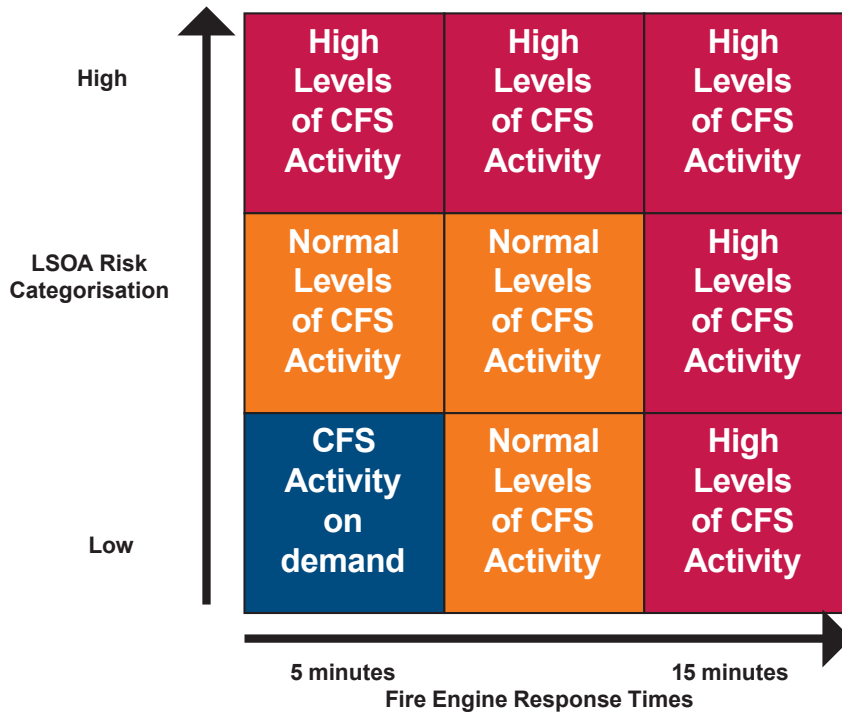 High
High
Levels
of CFS
Activity
High
Levels
of CFS
Activity
High
Levels
of CFS
Activity
LSOA Risk
Categorisation
Normal
Levels
of CFS
Activity
Normal
Levels
of CFS
Activity
High
Levels
of CFS
Activity
Low
CFS
Activity
on
demand
Normal
Levels
of CFS
Activity
High
Levels
of CFS
Activity
5 minutes
15 minutes
Fire Engine Response Times